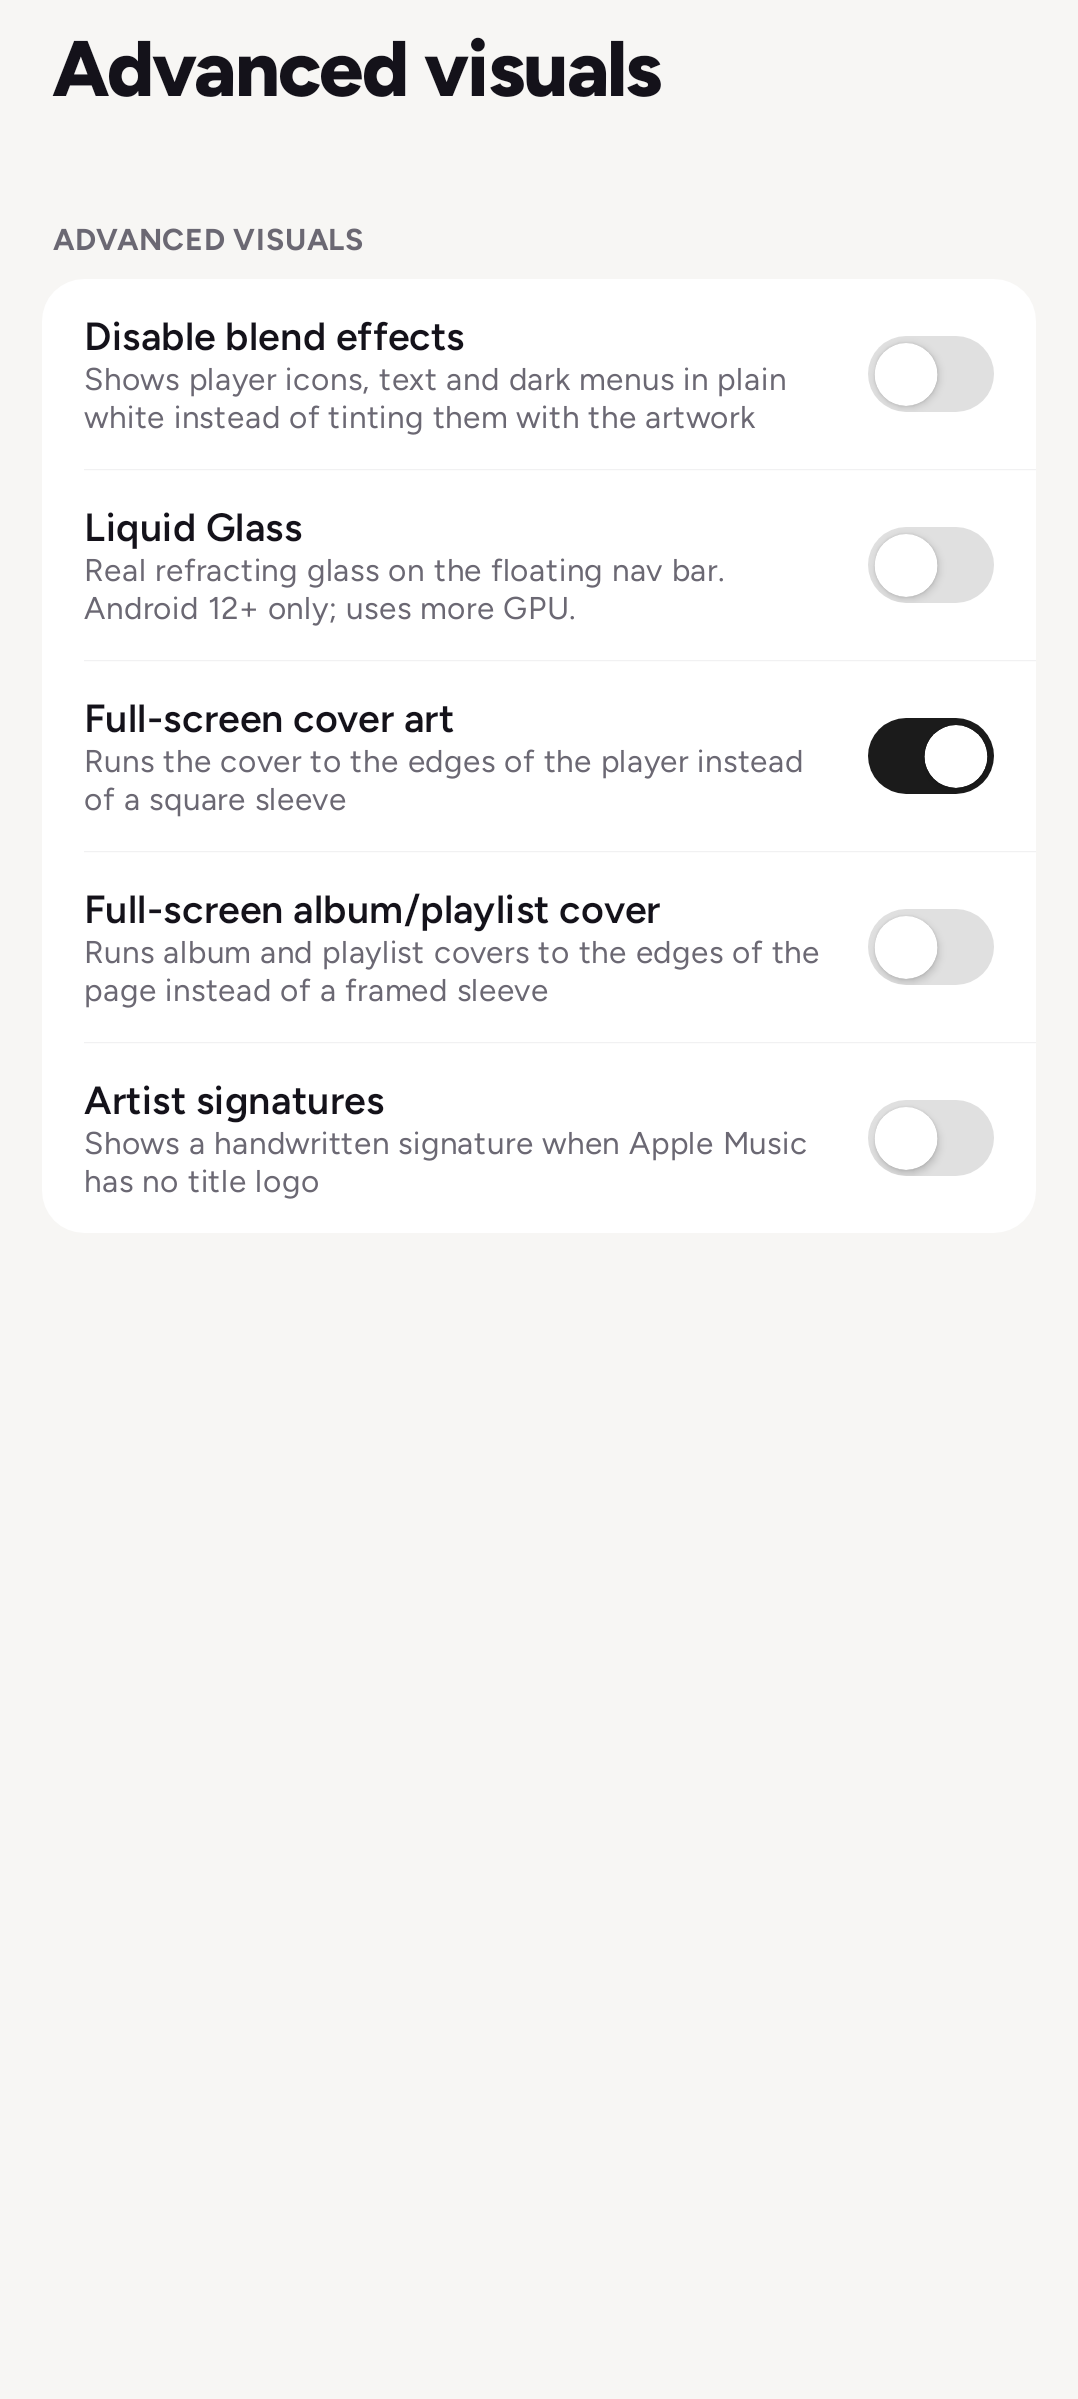 Advanced visuals
ADVANCED VISUALS
Disable blend effects
Shows player icons, text and dark menus in plain
white instead of tinting them with the artwork
Liquid Glass
Real refracting glass on the floating nav bar.
Android 12+ only; uses more GPU.
Full-screen cover art
Runs the cover to the edges of the player instead
of a square sleeve
Full-screen album/playlist cover
Runs album and playlist covers to the edges of the
page instead of a framed sleeve
Artist signatures
Shows a handwritten signature when Apple Music
has no title logo